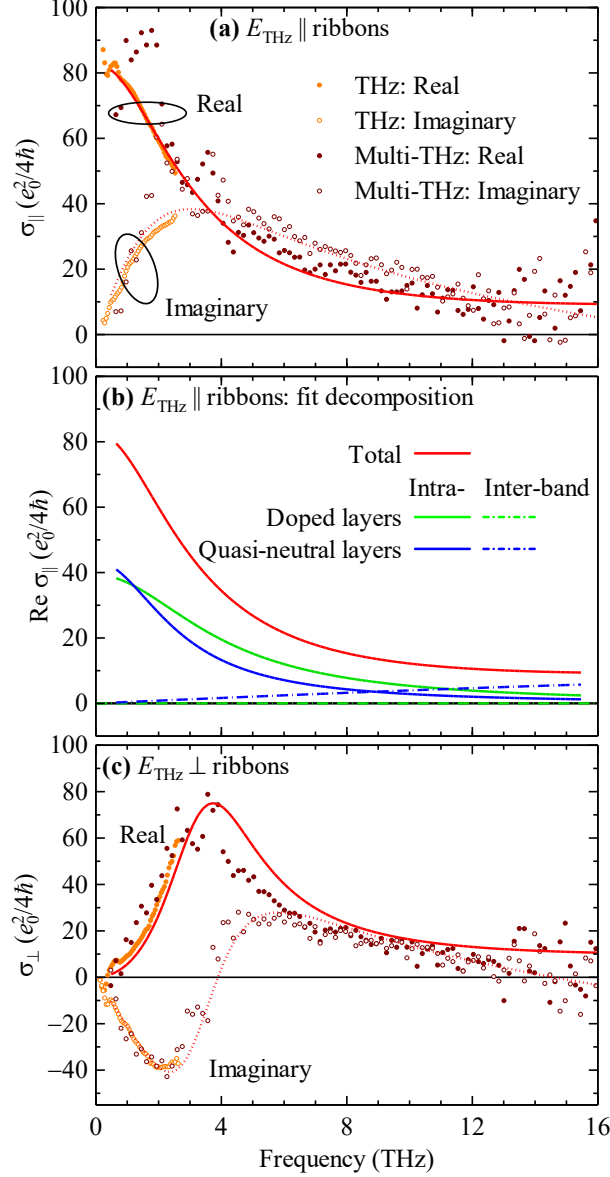 (a) E_THz ∥ ribbons
100
80
60
40
20
0
σ∥ (e₀²/4ħ)
Real
Imaginary
THz: Real
THz: Imaginary
Multi-THz: Real
Multi-THz: Imaginary
(b) E_THz ∥ ribbons: fit decomposition
100
80
60
40
20
0
Re σ∥ (e₀²/4ħ)
Total
Intra- Inter-band
Doped layers
Quasi-neutral layers
(c) E_THz ⊥ ribbons
100
80
60
40
20
0
−20
−40
σ⊥ (e₀²/4ħ)
Real
Imaginary
0 4 8 12 16
Frequency (THz)